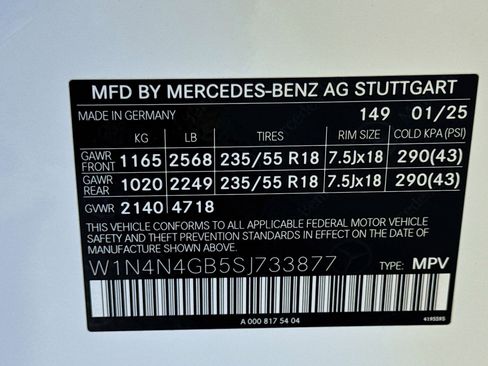 MFD BY MERCEDES-BENZ AG STUTTGART
MADE IN GERMANY 149 01/25
KG LB TIRES RIM SIZE COLD KPA (PSI)
GAWR FRONT 1165 2568 235/55 R18 7.5Jx18 290(43)
GAWR REAR 1020 2249 235/55 R18 7.5Jx18 290(43)
GVWR 2140 4718
THIS VEHICLE CONFORMS TO ALL APPLICABLE FEDERAL MOTOR VEHICLE
SAFETY AND THEFT PREVENTION STANDARDS IN EFFECT ON THE DATE OF
MANUFACTURE SHOWN ABOVE.
W1N4N4GB5SJ733877 TYPE: MPV
A 000 817 54 04